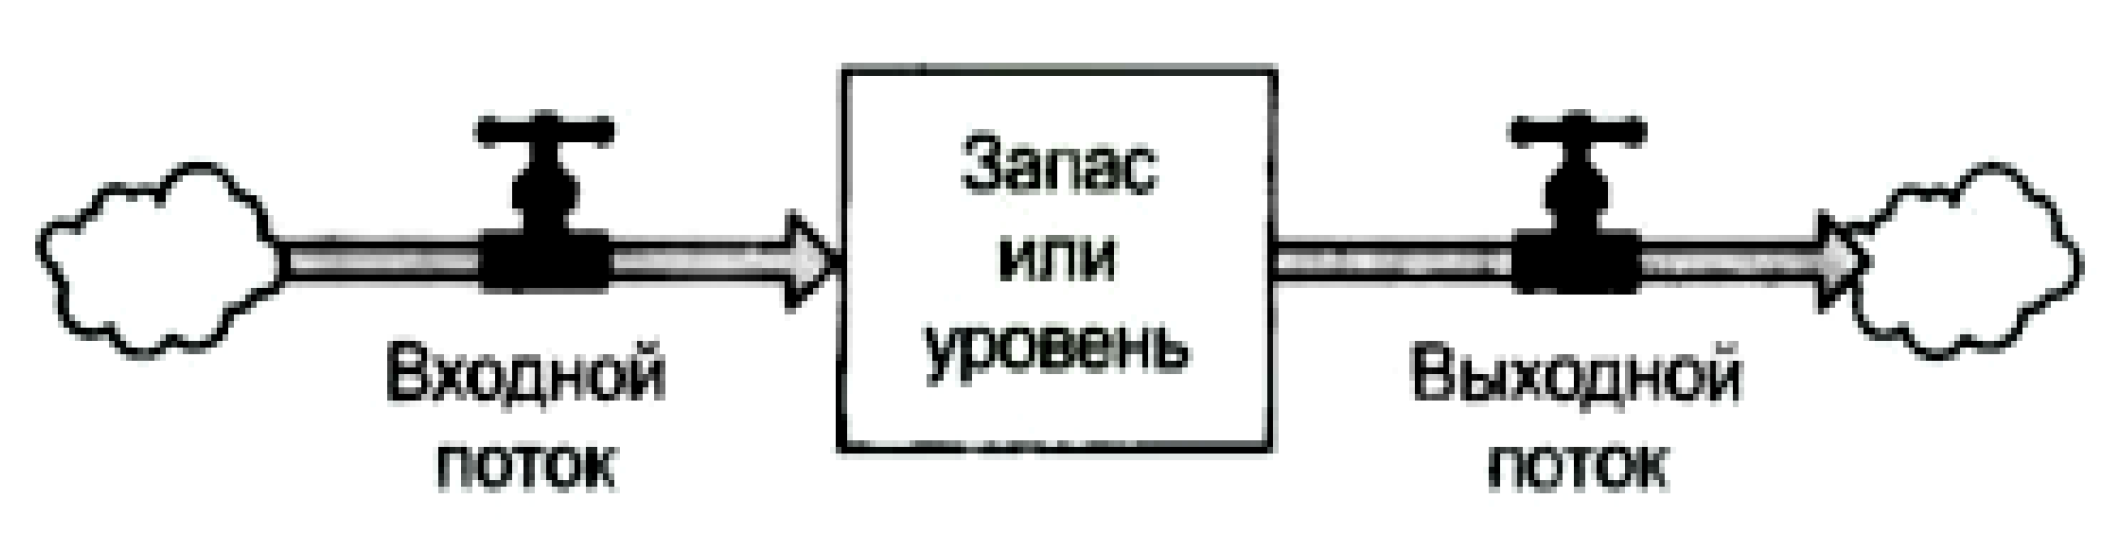 Запас
или
уровень
Входной
поток
Выходной
поток